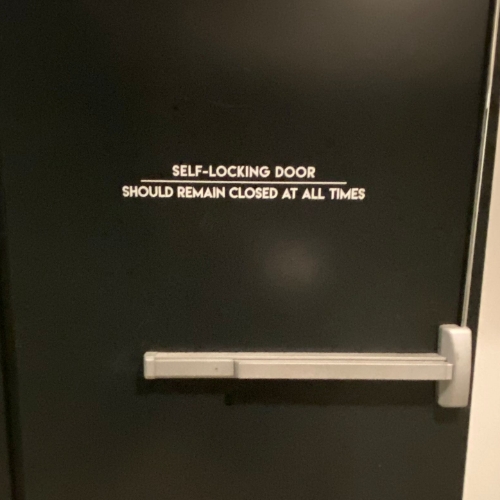 SELF-LOCKING DOOR
SHOULD REMAIN CLOSED AT ALL TIMES